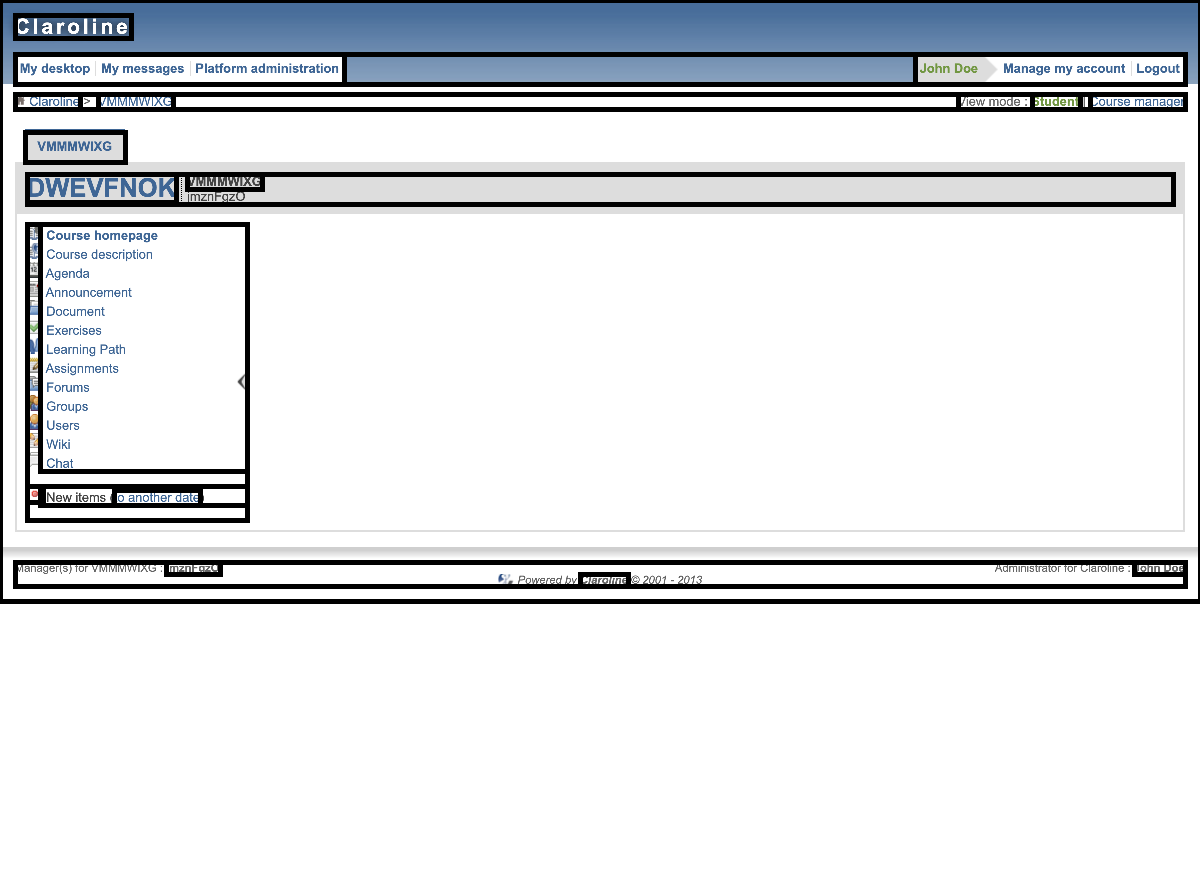 Claroline
My desktop My messages Platform administration John Doe Manage my account Logout
Claroline > VMMMWIXG View mode : Student | Course manager
VMMMWIXG
DWEVFNOK VMMMWIXG
jmznFgzO
Course homepage
Course description
Agenda
Announcement
Document
Exercises
Learning Path
Assignments
Forums
Groups
Users
Wiki
Chat
New items (to another date)
Manager(s) for VMMMWIXG : jmznFgzO Administrator for Claroline : John Doe
Powered by Claroline © 2001 - 2013